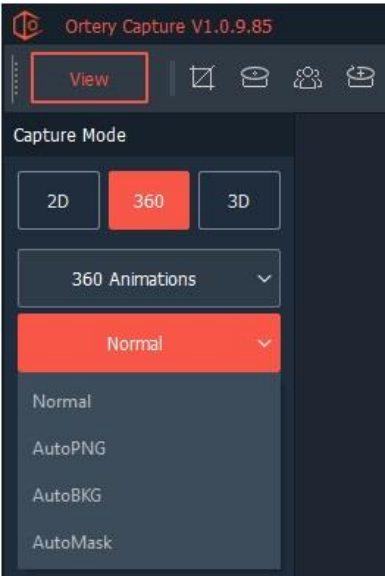 Ortery Capture V1.0.9.85
View
Capture Mode
2D 360 3D
360 Animations
Normal
Normal
AutoPNG
AutoBKG
AutoMask